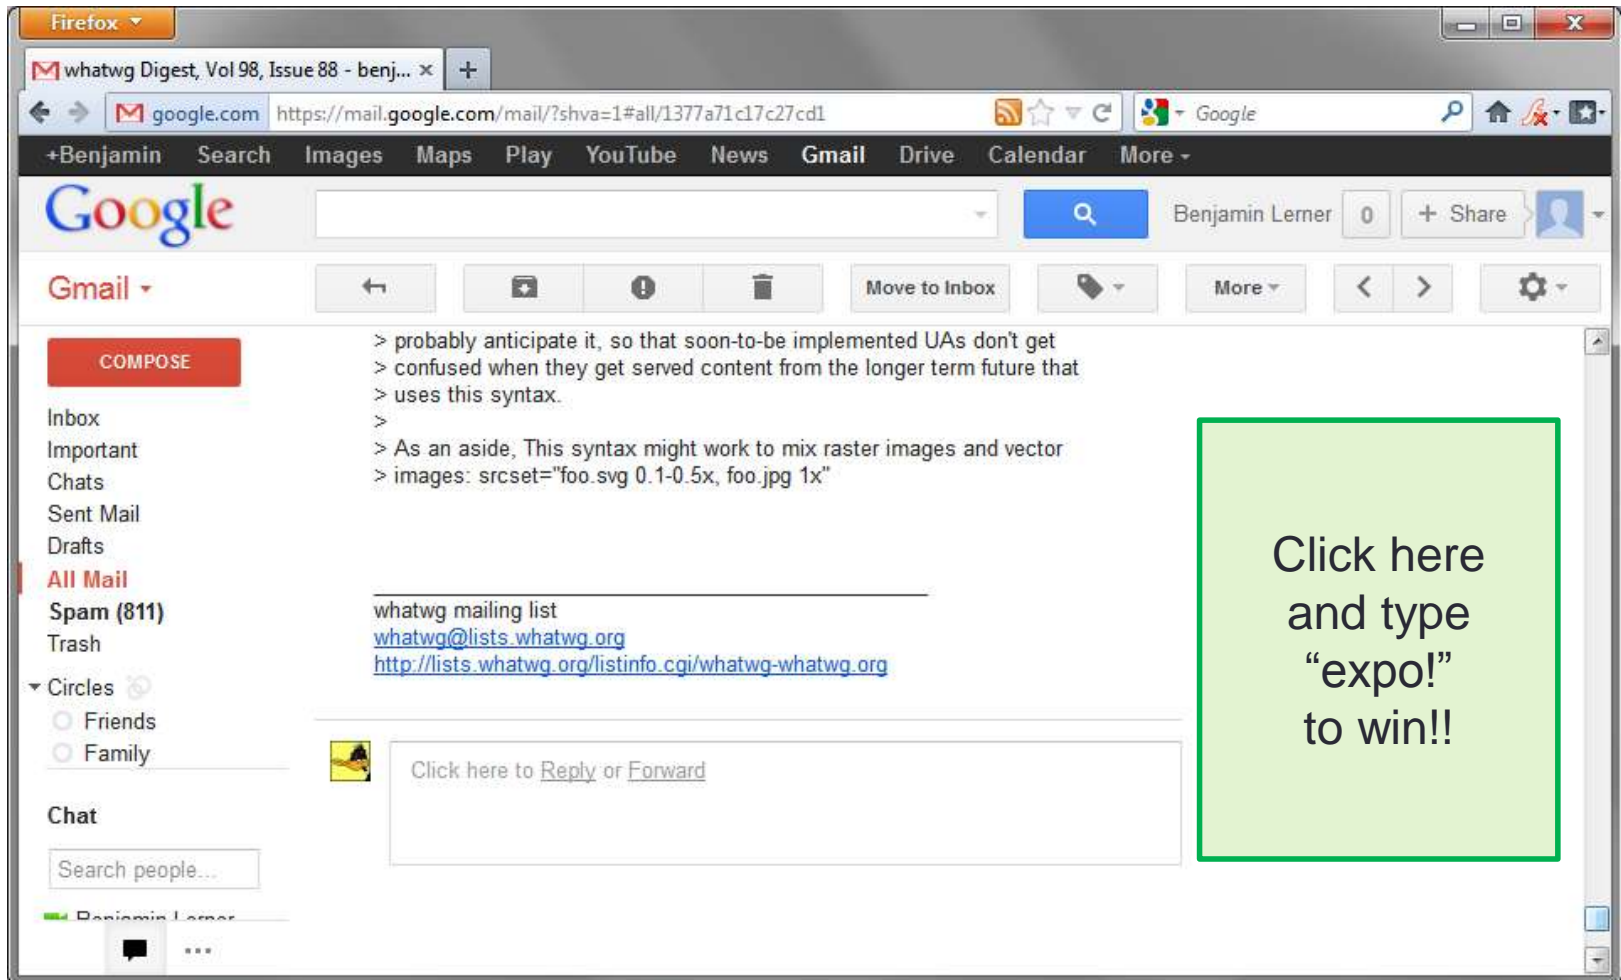 Firefox
whatwg Digest, Vol 98, Issue 88 - benj...
google.com https://mail.google.com/mail/?shva=1#all/1377a71c17c27cd1 Google
+Benjamin Search Images Maps Play YouTube News Gmail Drive Calendar More
Google Benjamin Lerner 0 + Share
Gmail Move to Inbox More
> probably anticipate it, so that soon-to-be implemented UAs don't get
COMPOSE
> confused when they get served content from the longer term future that
> uses this syntax.
>
> As an aside, This syntax might work to mix raster images and vector
> images: srcset="foo.svg 0.1-0.5x, foo.jpg 1x"
Inbox
Important
Chats
Sent Mail
Drafts
All Mail
Spam (811)
Trash
Circles
Friends
Family
Chat
Search people...
Benjamin Lerner
whatwg mailing list
whatwg@lists.whatwg.org
http://lists.whatwg.org/listinfo.cgi/whatwg-whatwg.org
Click here to Reply or Forward
Click here
and type
“expo!”
to win!!